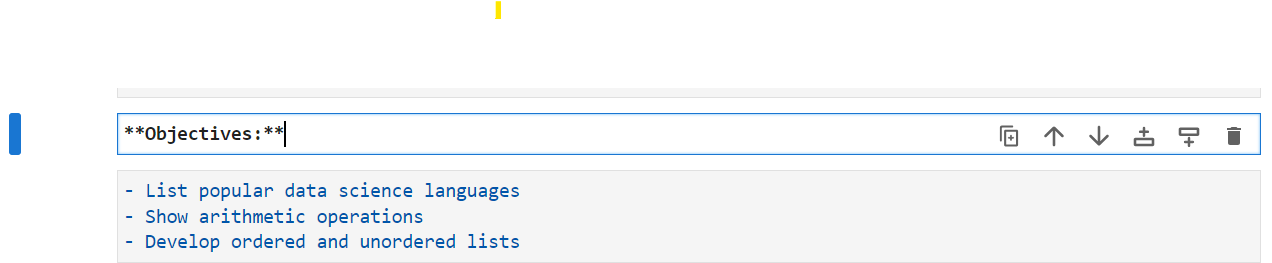 **Objectives:**
- List popular data science languages
- Show arithmetic operations
- Develop ordered and unordered lists